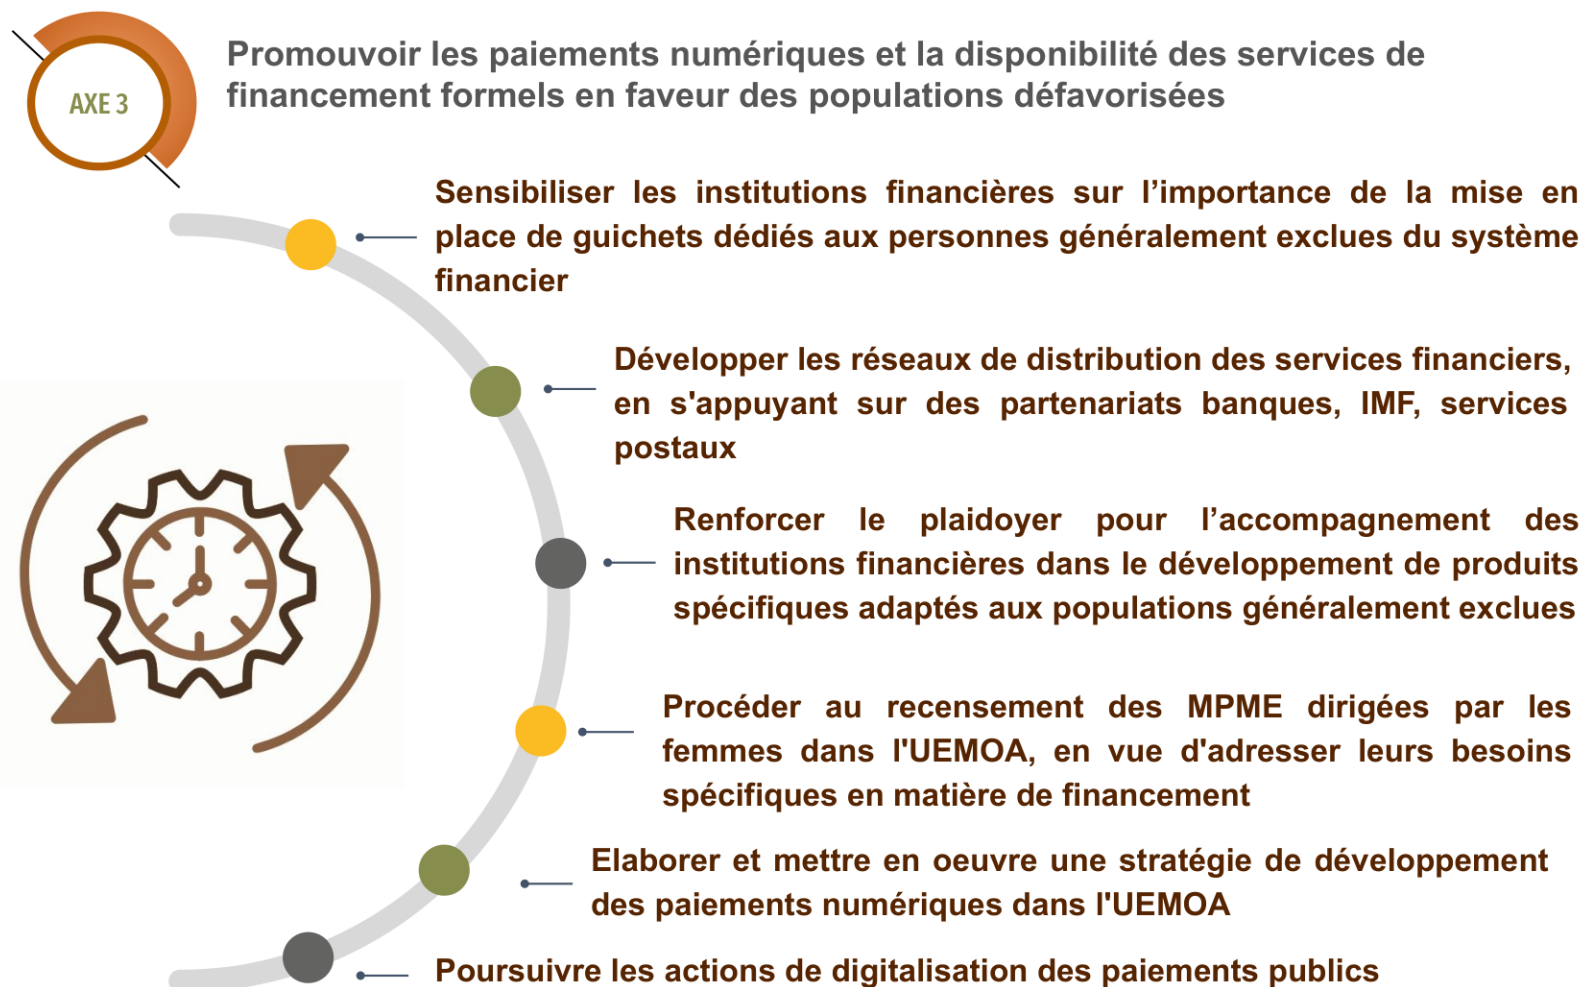 AXE 3
Promouvoir les paiements numériques et la disponibilité des services de
financement formels en faveur des populations défavorisées
Sensibiliser les institutions financières sur l’importance de la mise en
place de guichets dédiés aux personnes généralement exclues du système
financier
Développer les réseaux de distribution des services financiers,
en s'appuyant sur des partenariats banques, IMF, services
postaux
Renforcer le plaidoyer pour l’accompagnement des
institutions financières dans le développement de produits
spécifiques adaptés aux populations généralement exclues
Procéder au recensement des MPME dirigées par les
femmes dans l'UEMOA, en vue d'adresser leurs besoins
spécifiques en matière de financement
Elaborer et mettre en oeuvre une stratégie de développement
des paiements numériques dans l'UEMOA
Poursuivre les actions de digitalisation des paiements publics